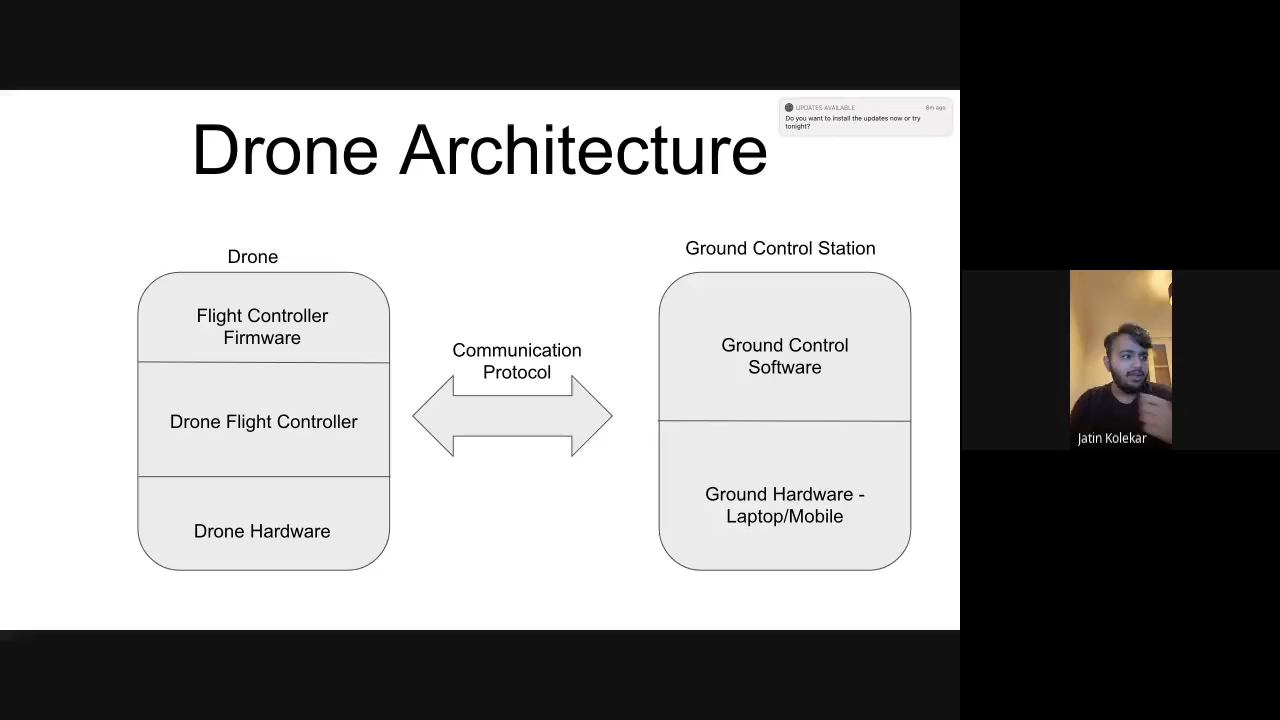 UPDATES AVAILABLE 6m ago
Do you want to install the updates now or try
tonight?
Drone Architecture
Drone
Flight Controller
Firmware
Drone Flight Controller
Drone Hardware
Communication
Protocol
Ground Control Station
Ground Control
Software
Ground Hardware -
Laptop/Mobile
Jatin Kolekar